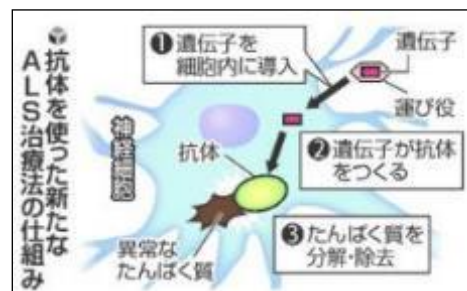 抗体を使った新たな
ALS治療法の仕組み
❶遺伝子を
細胞内に導入
遺伝子
運び役
神経細胞
抗体
❷遺伝子が抗体
をつくる
異常な
たんぱく質
❸たんぱく質を
分解・除去